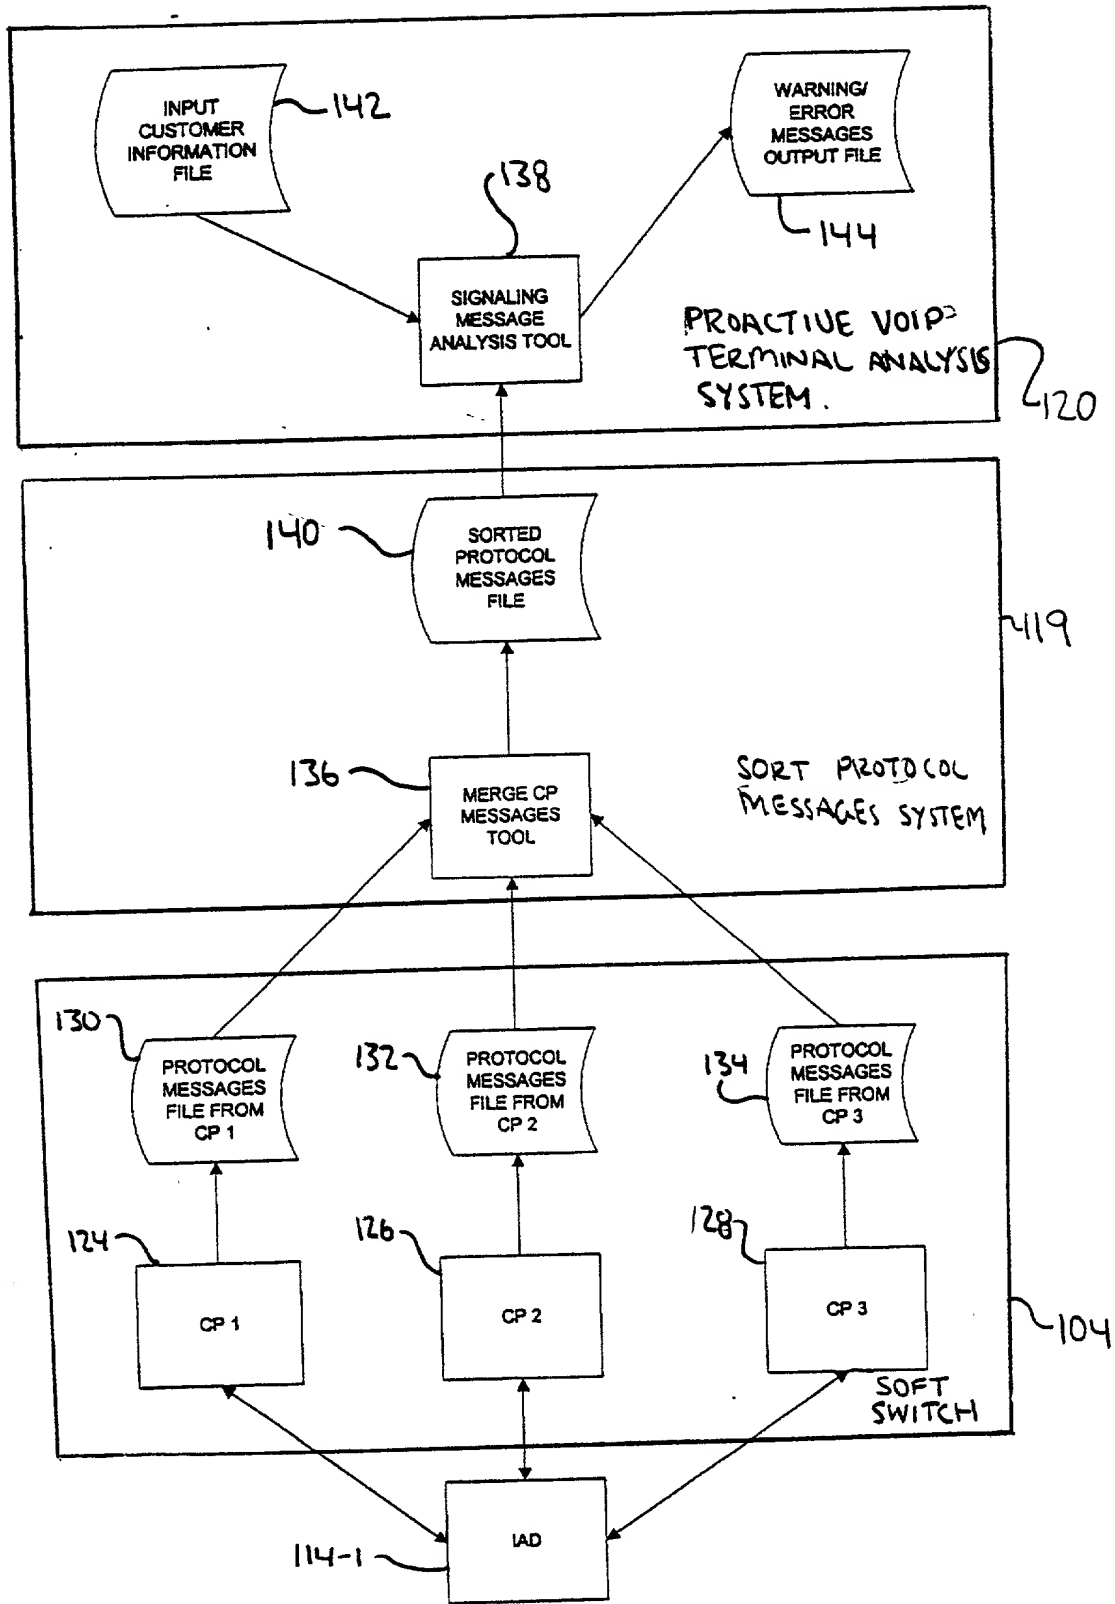 INPUT
CUSTOMER
INFORMATION
FILE
142
WARNING/
ERROR
MESSAGES
OUTPUT FILE
144
138
SIGNALING
MESSAGE
ANALYSIS TOOL
PROACTIVE VOIP
TERMINAL ANALYSIS
SYSTEM.
120
140
SORTED
PROTOCOL
MESSAGES
FILE
119
136
MERGE CP
MESSAGES
TOOL
SORT PROTOCOL
MESSAGES SYSTEM
130
PROTOCOL
MESSAGES
FILE FROM
CP 1
132
PROTOCOL
MESSAGES
FILE FROM
CP 2
134
PROTOCOL
MESSAGES
FILE FROM
CP 3
124
CP 1
126
CP 2
128
CP 3
104
SOFT
SWITCH
IAD
114-1